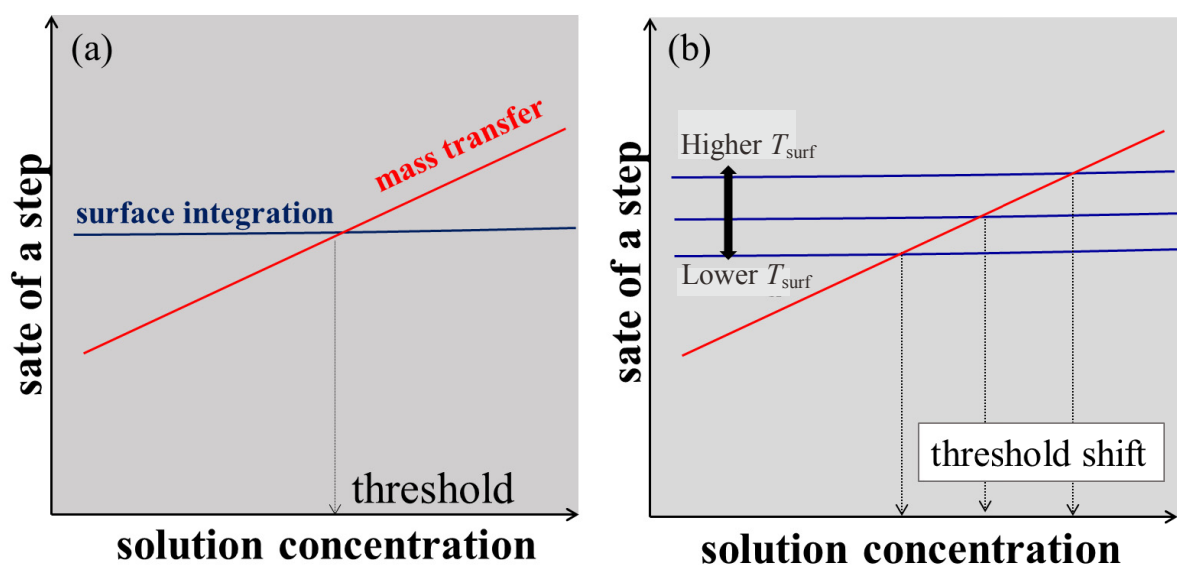 (a)
mass transfer
surface integration
threshold
sate of a step
solution concentration
(b)
Higher Tsurf
Lower Tsurf
threshold shift
sate of a step
solution concentration